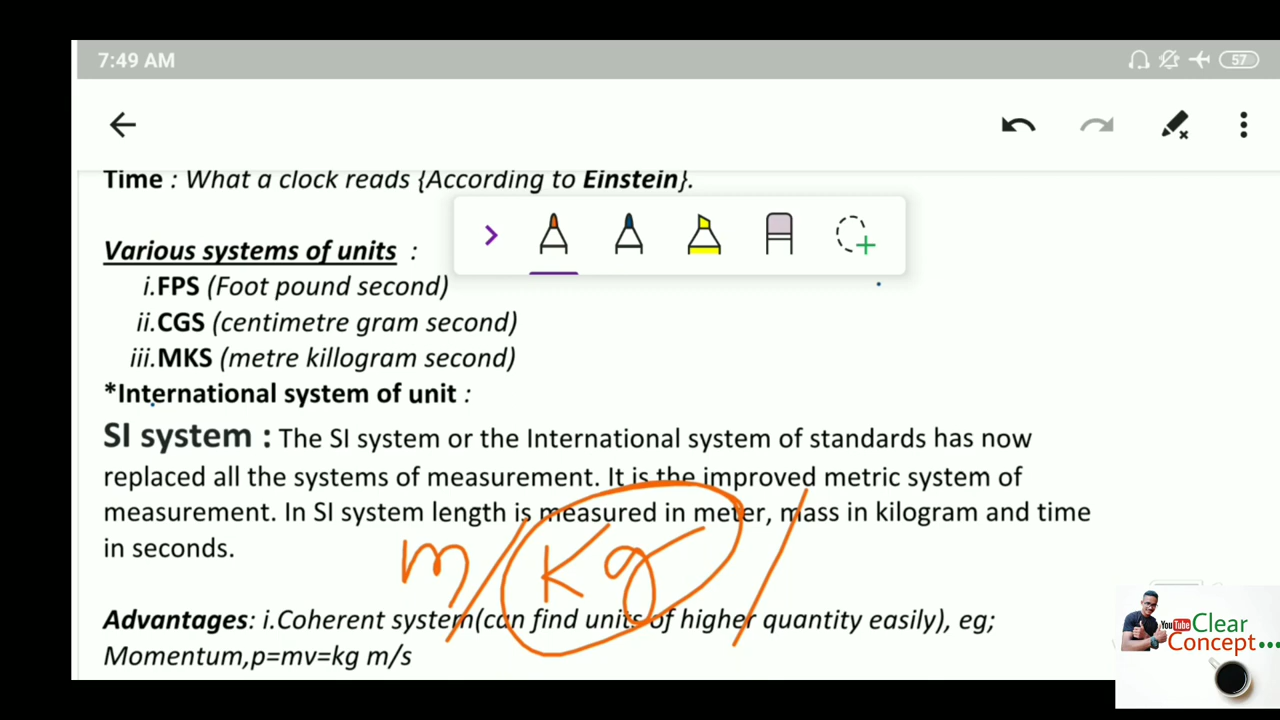 7:49 AM
57
Time : What a clock reads {According to Einstein}.
Various systems of units :
i.FPS (Foot pound second)
ii.CGS (centimetre gram second)
iii.MKS (metre killogram second)
*International system of unit :
SI system : The SI system or the International system of standards has now
replaced all the systems of measurement. It is the improved metric system of
measurement. In SI system length is measured in meter, mass in kilogram and time
in seconds.
m/Kg/
Advantages: i.Coherent system(can find units of higher quantity easily), eg;
Momentum,p=mv=kg m/s
YouTube Clear
Concept...